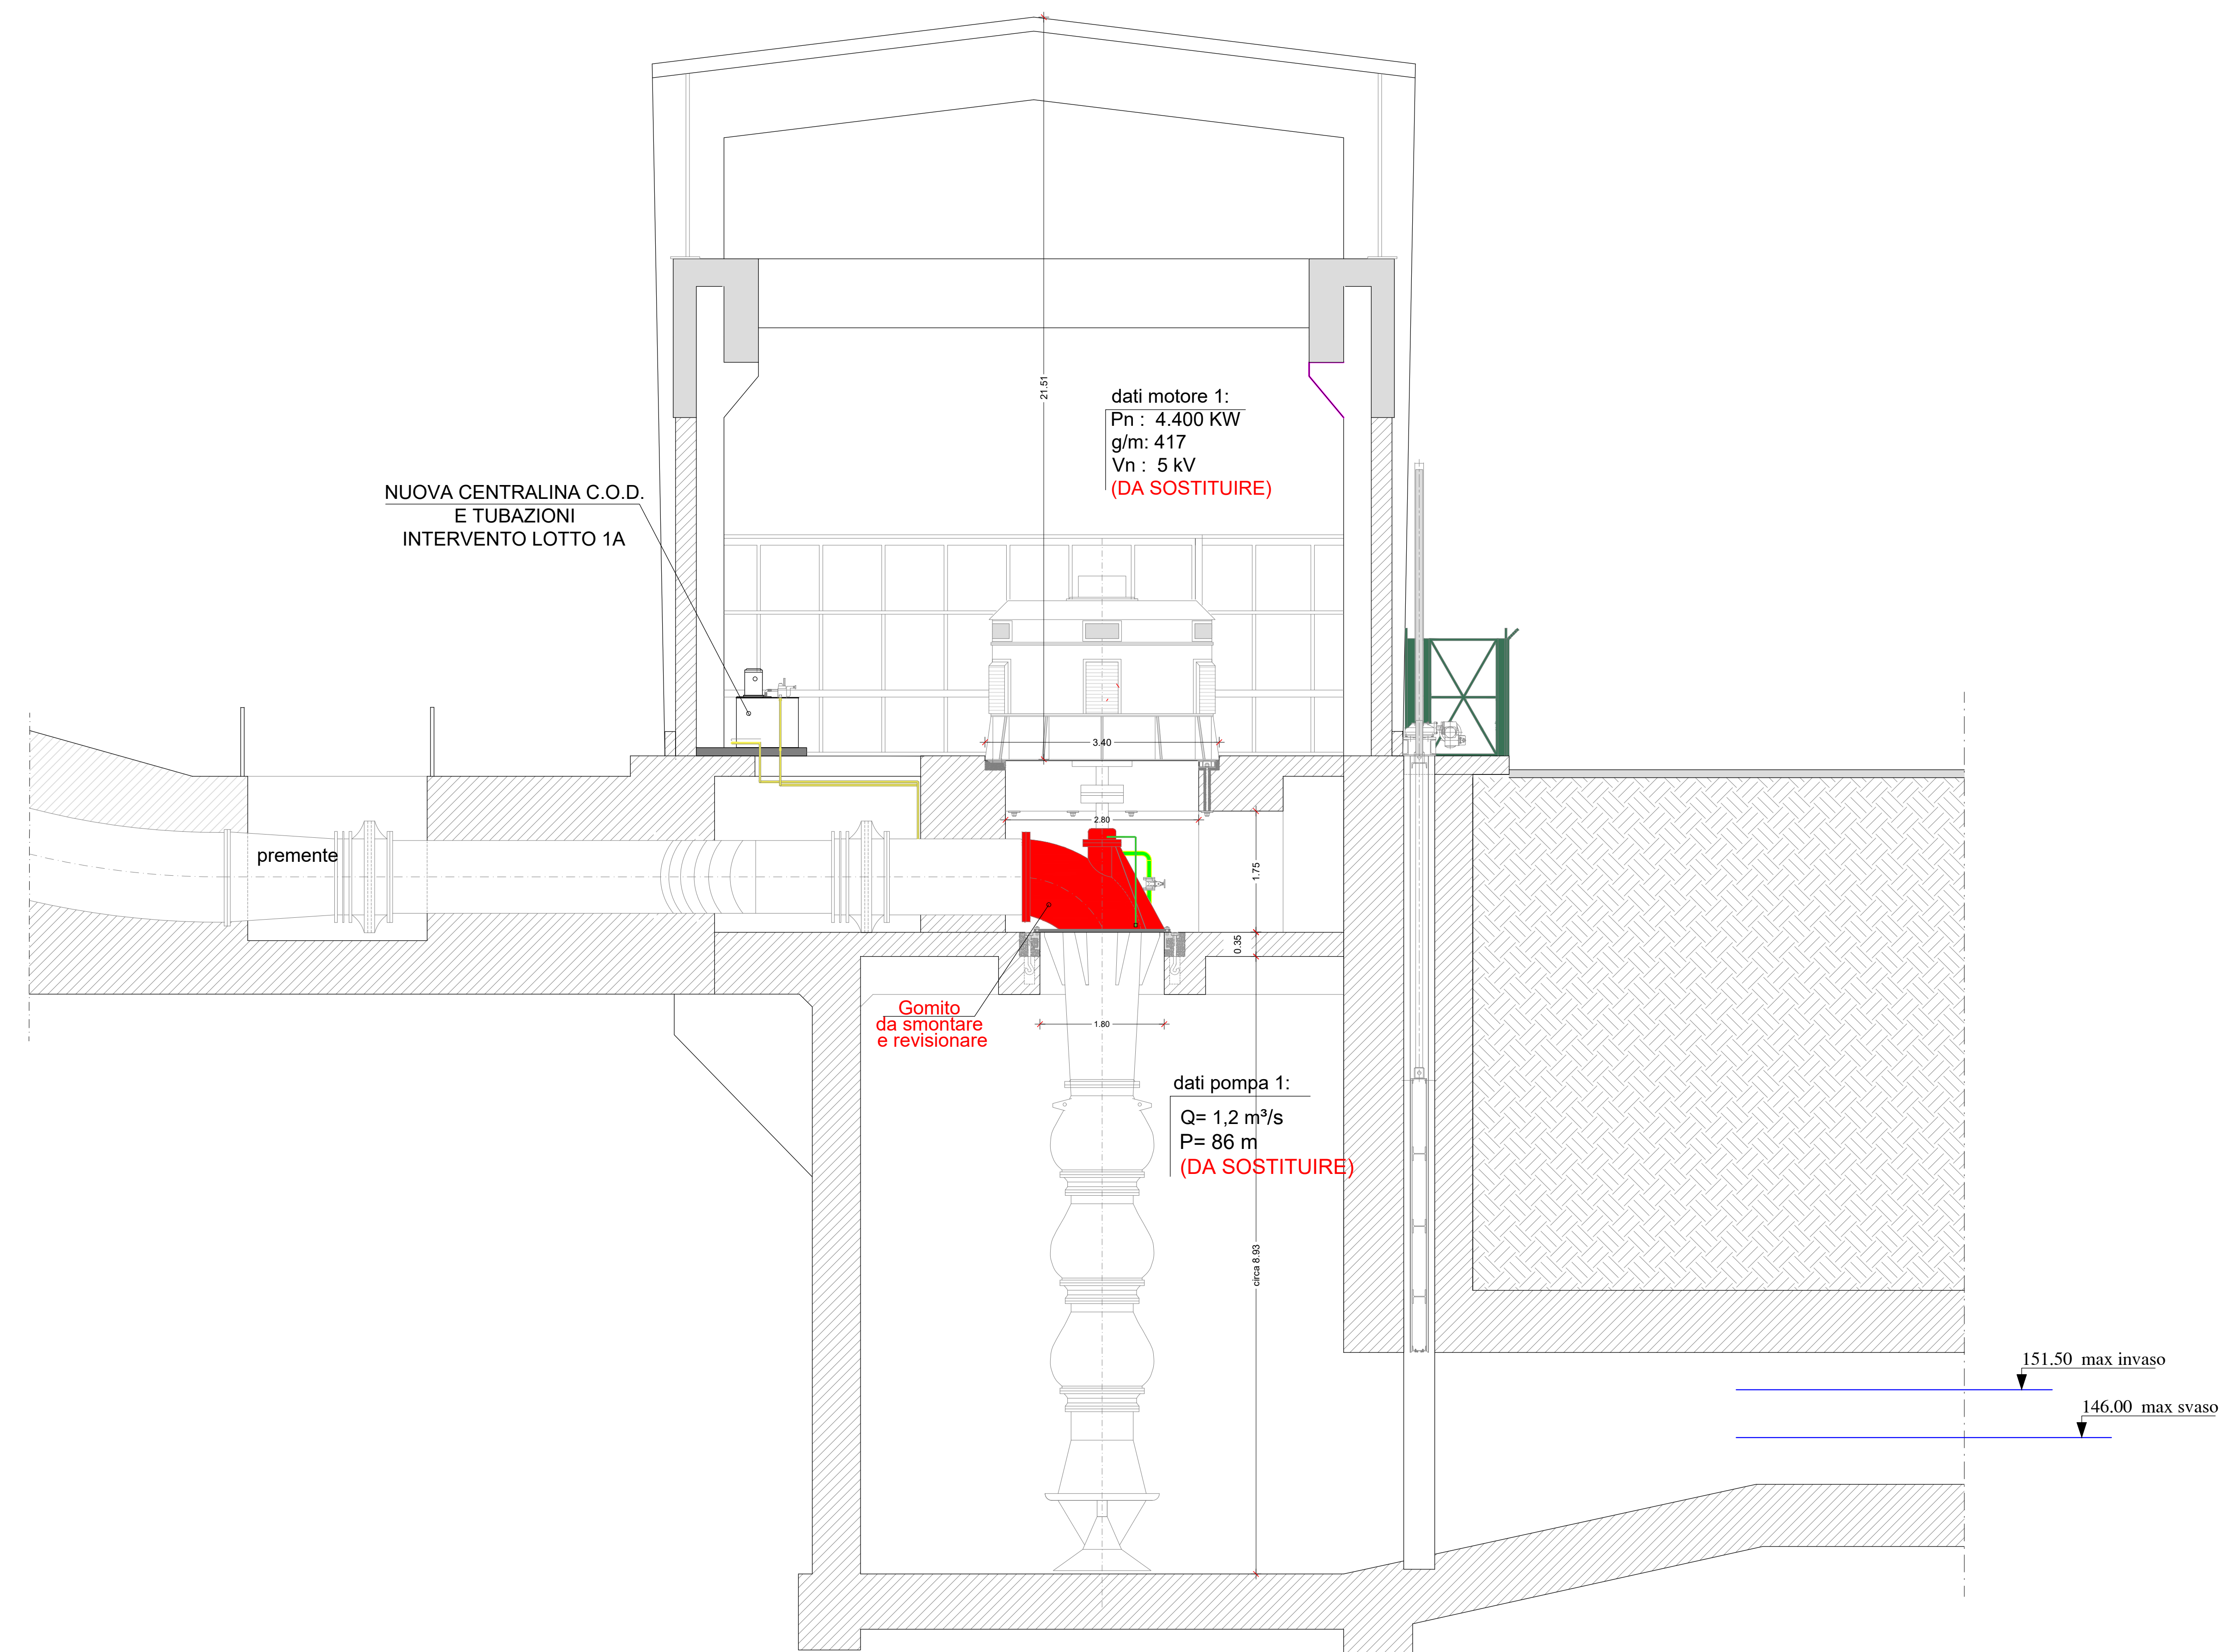 21.51
dati motore 1:
Pn :  4.400 KW
g/m: 417
Vn :  5 kV
(DA SOSTITUIRE)
NUOVA CENTRALINA C.O.D.
E TUBAZIONI
INTERVENTO LOTTO 1A
3.40
2.80
premente
1.75
0.35
Gomito
da smontare
e revisionare
1.80
dati pompa 1:
Q= 1,2 m³/s
P= 86 m
(DA SOSTITUIRE)
circa 8.93
151.50  max invaso
146.00  max svaso